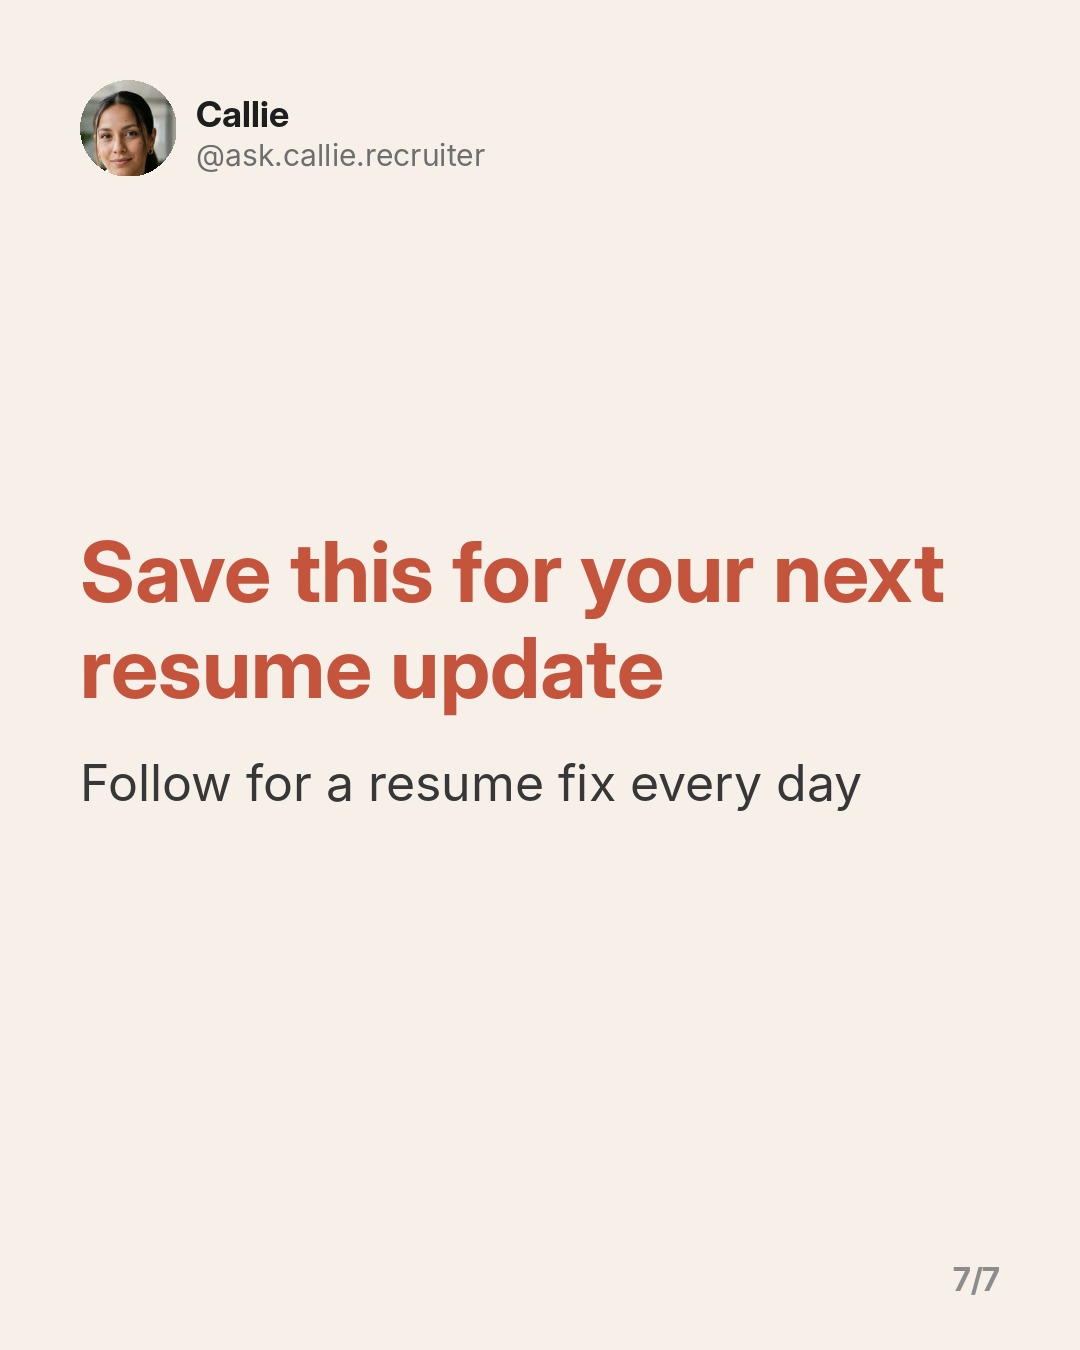 Callie
@ask.callie.recruiter
Save this for your next
resume update
Follow for a resume fix every day
7/7